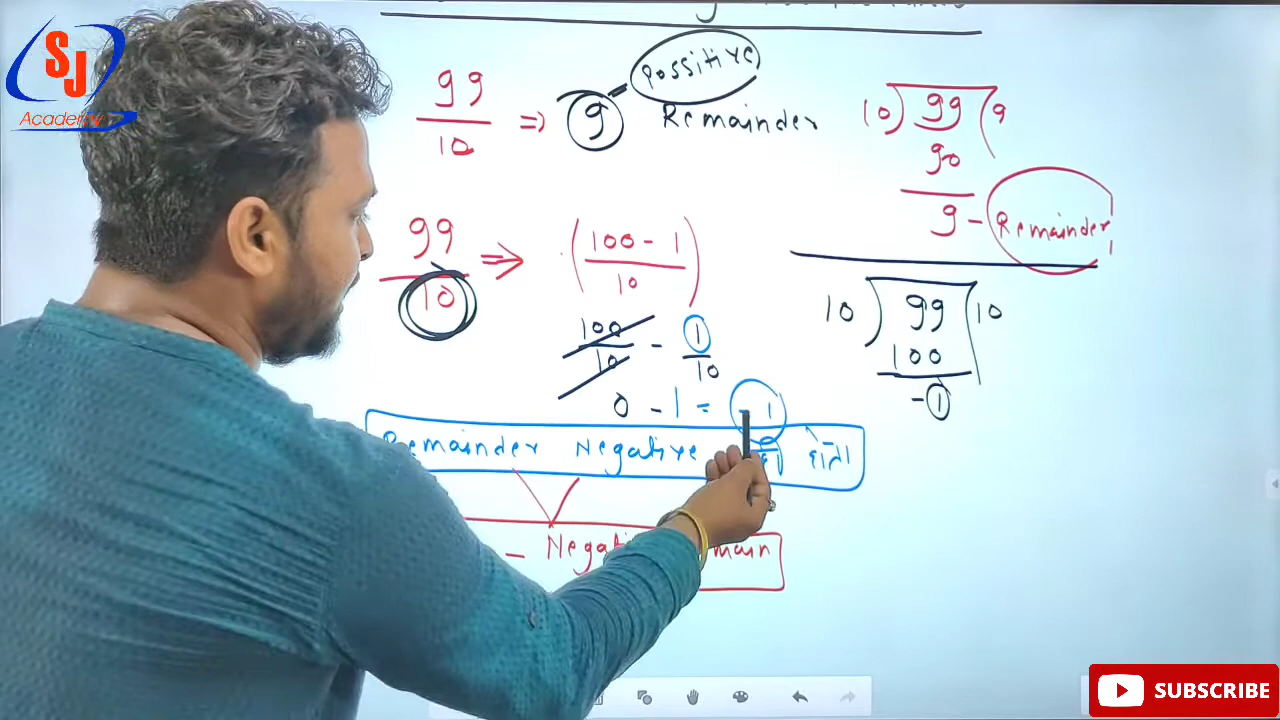 SJ
Academy
99/10 => 9 - Possitive
Remainder
10) 99 (9
90
9 - Remainder
99/10 => (100 - 1 / 10)
100/10 - 1/10
0 - 1 = -1
10) 99 (10
100
-1
Remainder Negative नहीं होता
- Negati main
SUBSCRIBE